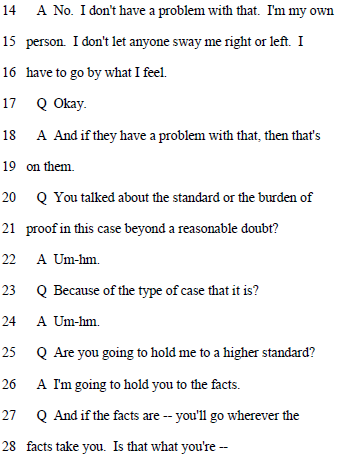 14 A No. I don't have a problem with that. I'm my own
15 person. I don't let anyone sway me right or left. I
16 have to go by what I feel.
17 Q Okay.
18 A And if they have a problem with that, then that's
19 on them.
20 Q You talked about the standard or the burden of
21 proof in this case beyond a reasonable doubt?
22 A Um-hm.
23 Q Because of the type of case that it is?
24 A Um-hm.
25 Q Are you going to hold me to a higher standard?
26 A I'm going to hold you to the facts.
27 Q And if the facts are -- you'll go wherever the
28 facts take you. Is that what you're --